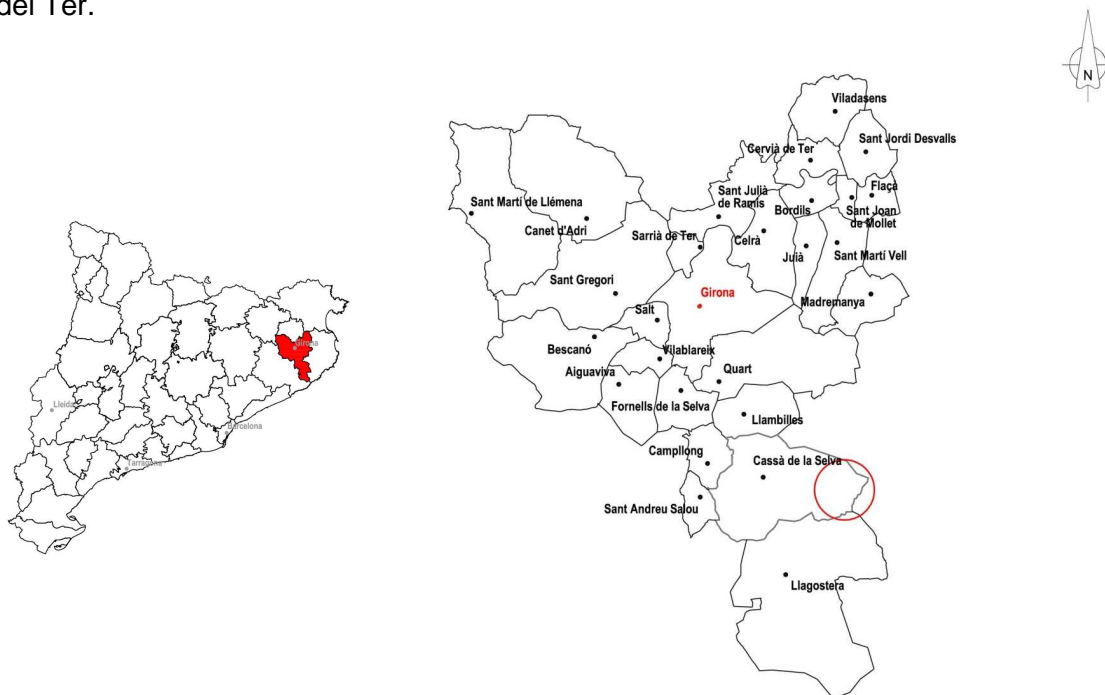 del Ter.
N
Viladasens
Sant Jordi Desvalls
Cervià de Ter
Flaçà
Sant Julià
de Ramis
Bordils
Sant Joan
de Mollet
Sant Martí de Llémena
Canet d'Adri
Sarrià de Ter
Celrà
Juià
Sant Martí Vell
Sant Gregori
Girona
Madremanya
Salt
Bescanó
Vilablareix
Aiguaviva
Quart
Fornells de la Selva
Llambilles
Campllong
Cassà de la Selva
Sant Andreu Salou
Llagostera
Girona
Lleida
Barcelona
Tarragona